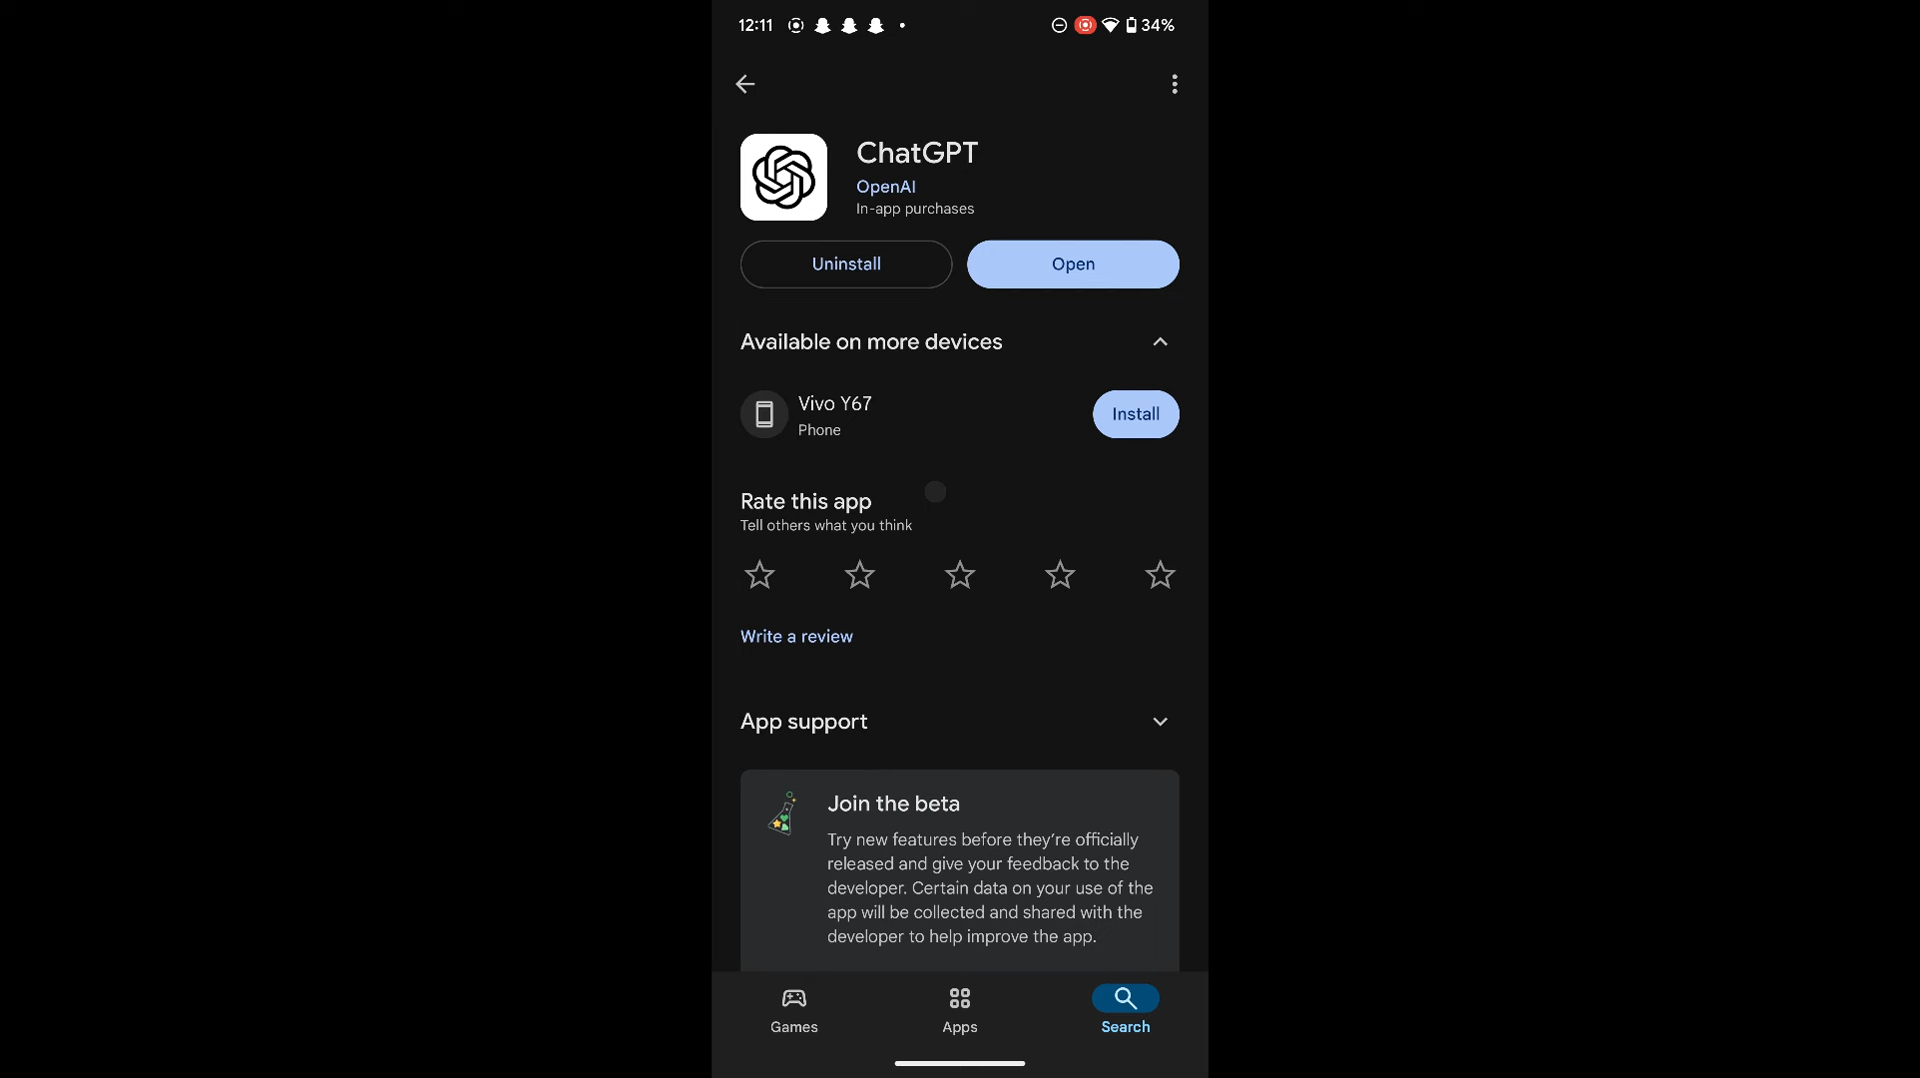 12:11 34%
ChatGPT
OpenAI
In-app purchases
Uninstall Open
Available on more devices
Vivo Y67
Phone
Install
Rate this app
Tell others what you think
Write a review
App support
Join the beta
Try new features before they’re officially
released and give your feedback to the
developer. Certain data on your use of the
app will be collected and shared with the
developer to help improve the app.
Games Apps Search